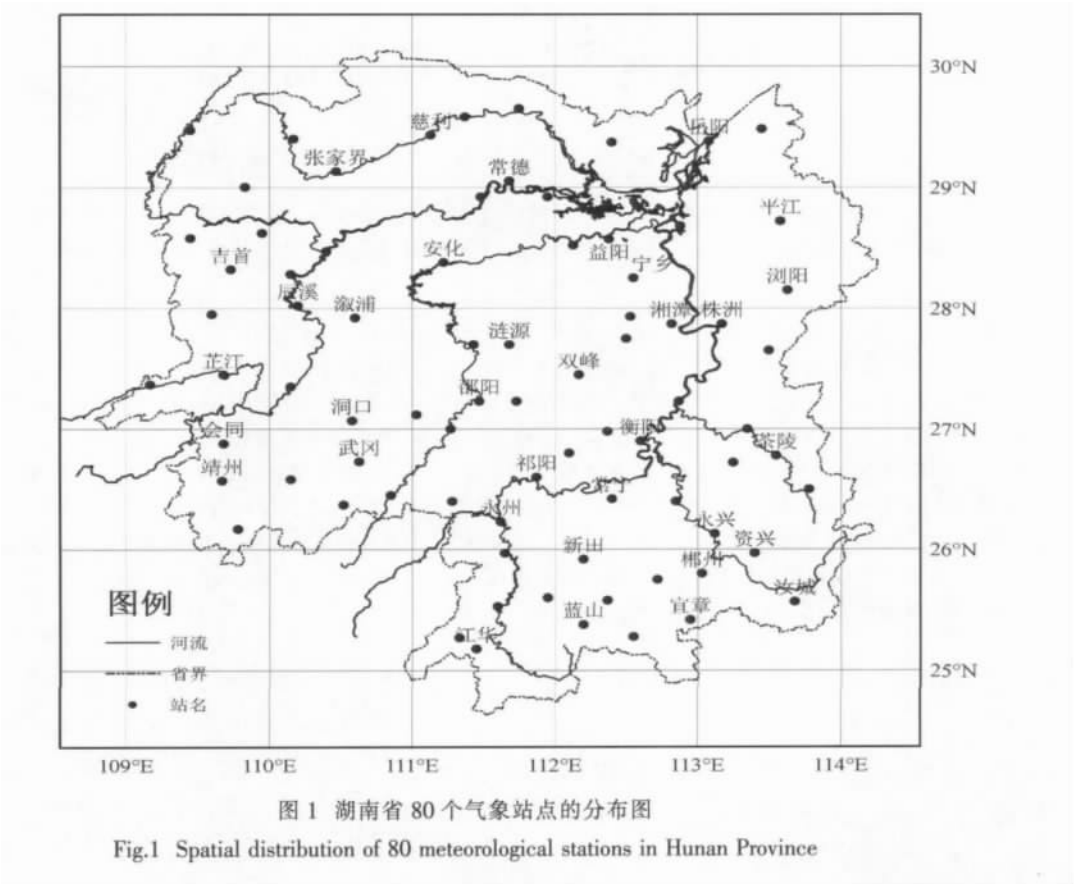 30°N
慈利
岳阳
张家界
常德
29°N
平江
安化
益阳
吉首
宁乡
浏阳
辰溪
溆浦
28°N
湘潭
株洲
涟源
芷江
双峰
邵阳
洞口
27°N
会同
衡阳
茶陵
武冈
靖州
祁阳
常宁
永州
永兴
资兴
26°N
新田
郴州
图例
汝城
蓝山
宜章
河流
江华
25°N
省界
站名
109°E 110°E 111°E 112°E 113°E 114°E
图 1 湖南省 80 个气象站点的分布图
Fig.1 Spatial distribution of 80 meteorological stations in Hunan Province